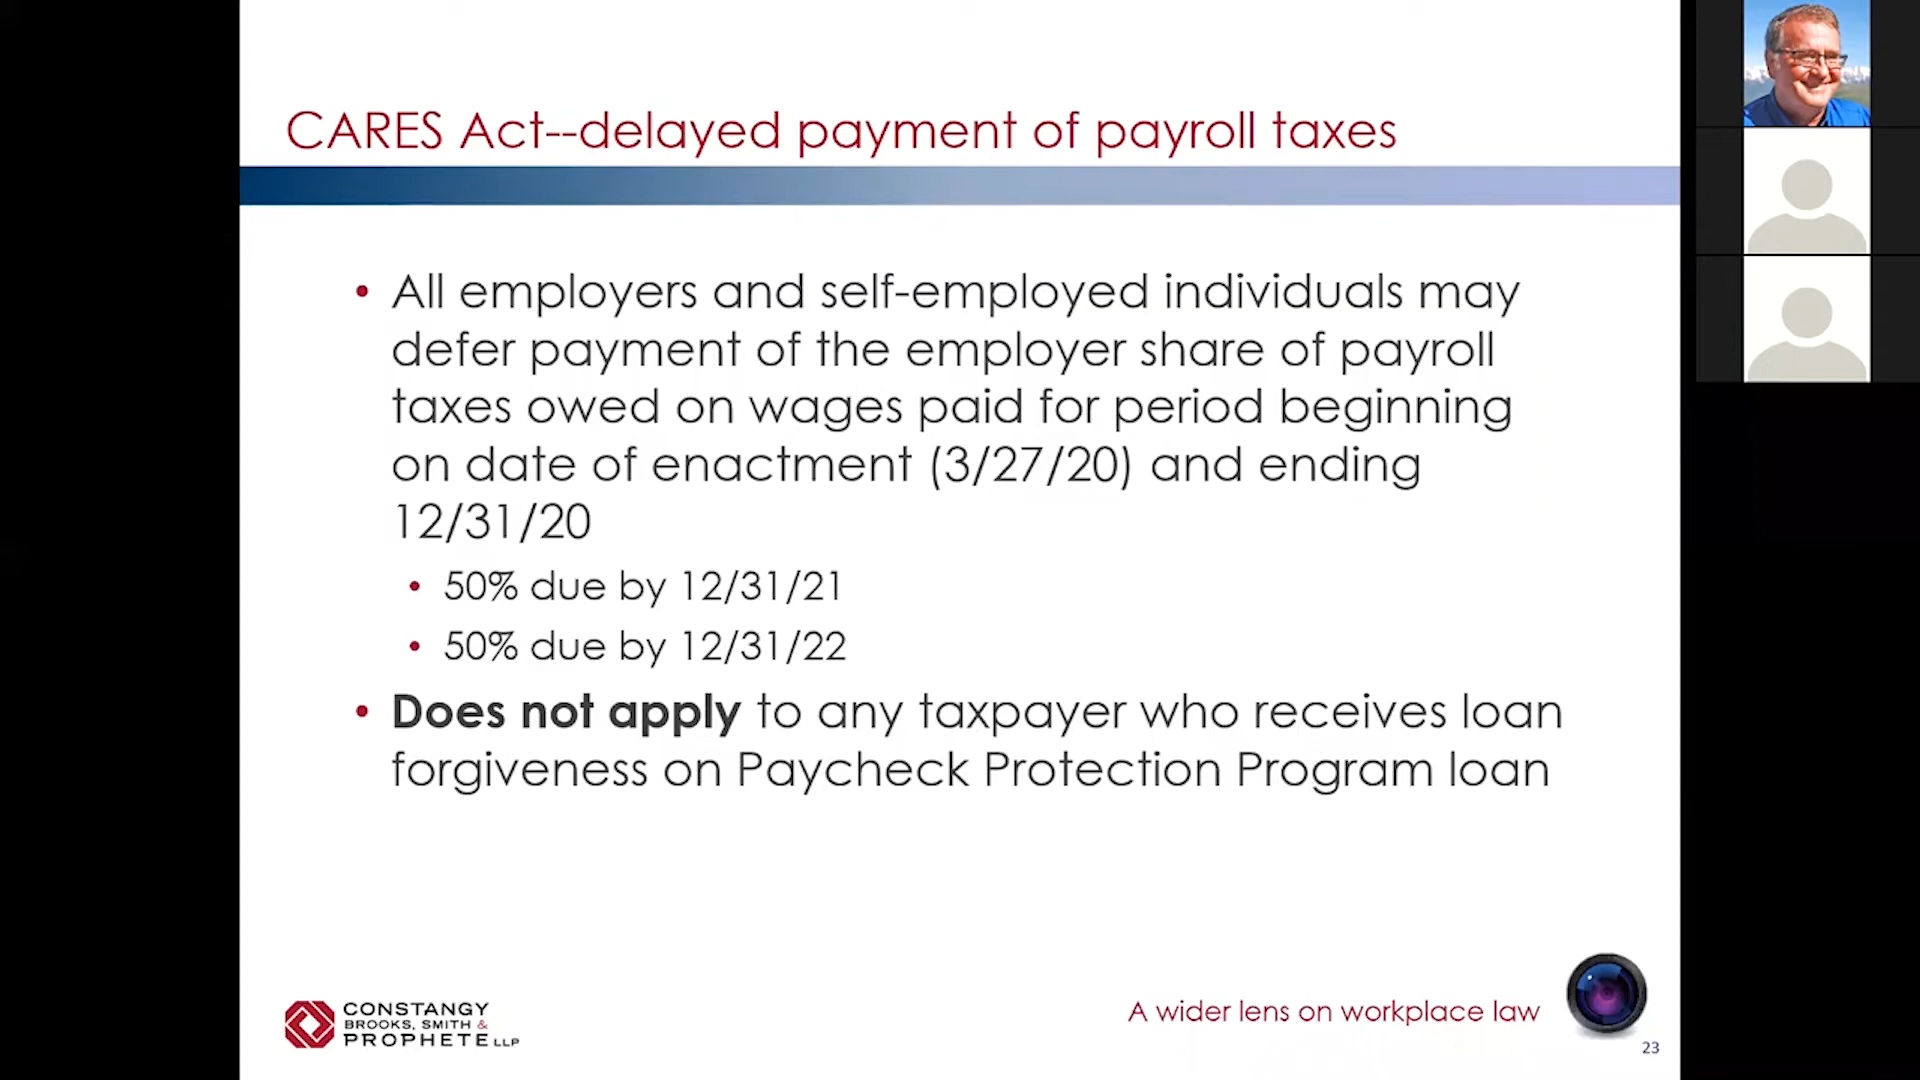 CARES Act--delayed payment of payroll taxes
• All employers and self-employed individuals may
defer payment of the employer share of payroll
taxes owed on wages paid for period beginning
on date of enactment (3/27/20) and ending
12/31/20
• 50% due by 12/31/21
• 50% due by 12/31/22
• Does not apply to any taxpayer who receives loan
forgiveness on Paycheck Protection Program loan
CONSTANGY
BROOKS, SMITH &
PROPHETE LLP
A wider lens on workplace law
23